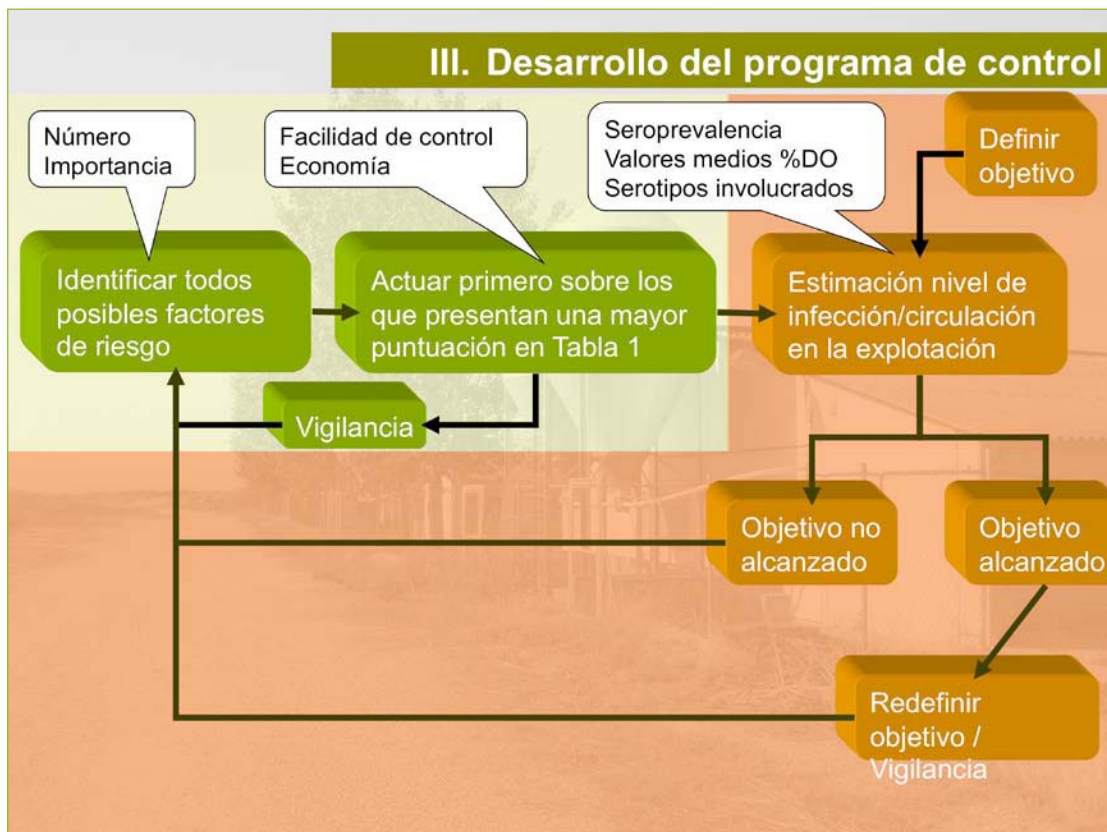 III. Desarrollo del programa de control
Número
Importancia
Facilidad de control
Economía
Seroprevalencia
Valores medios %DO
Serotipos involucrados
Definir
objetivo
Identificar todos
posibles factores
de riesgo
Actuar primero sobre los
que presentan una mayor
puntuación en Tabla 1
Estimación nivel de
infección/circulación
en la explotación
Vigilancia
Objetivo no
alcanzado
Objetivo
alcanzado
Redefinir
objetivo /
Vigilancia